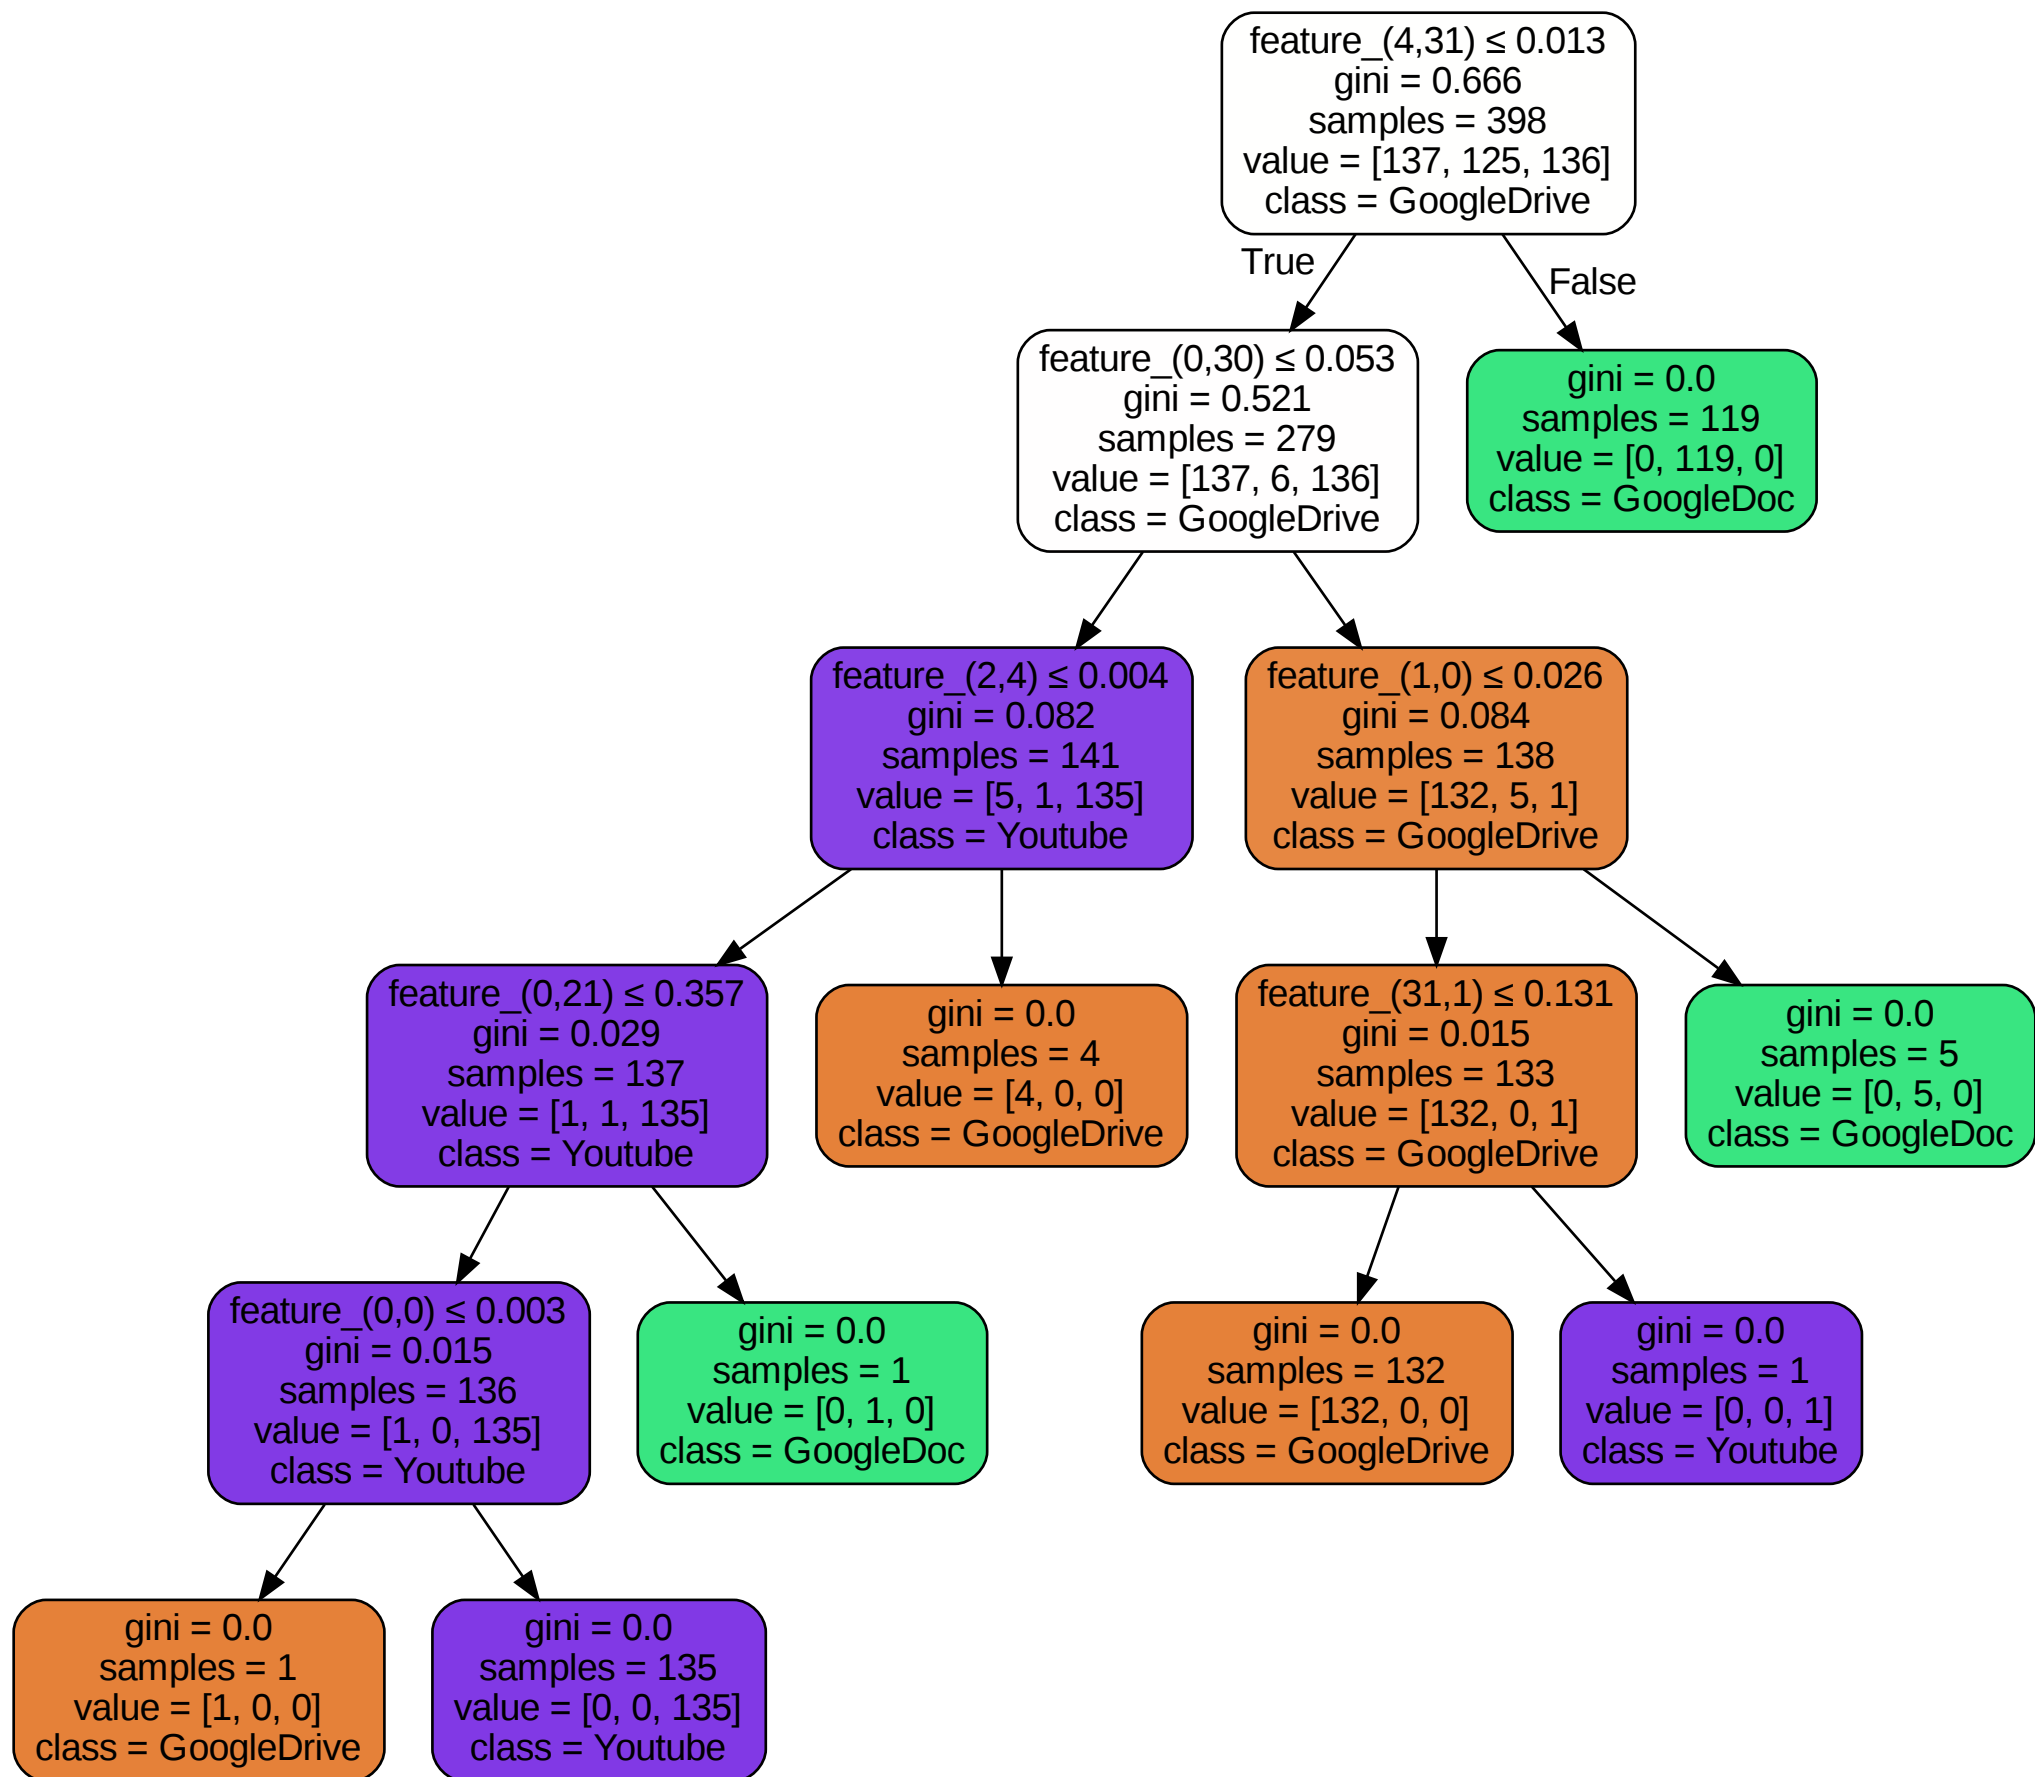 feature_(4,31) ≤ 0.013
gini = 0.666
samples = 398
value = [137, 125, 136]
class = GoogleDrive
True
False
feature_(0,30) ≤ 0.053
gini = 0.521
samples = 279
value = [137, 6, 136]
class = GoogleDrive
gini = 0.0
samples = 119
value = [0, 119, 0]
class = GoogleDoc
feature_(2,4) ≤ 0.004
gini = 0.082
samples = 141
value = [5, 1, 135]
class = Youtube
feature_(1,0) ≤ 0.026
gini = 0.084
samples = 138
value = [132, 5, 1]
class = GoogleDrive
feature_(0,21) ≤ 0.357
gini = 0.029
samples = 137
value = [1, 1, 135]
class = Youtube
gini = 0.0
samples = 4
value = [4, 0, 0]
class = GoogleDrive
feature_(31,1) ≤ 0.131
gini = 0.015
samples = 133
value = [132, 0, 1]
class = GoogleDrive
gini = 0.0
samples = 5
value = [0, 5, 0]
class = GoogleDoc
feature_(0,0) ≤ 0.003
gini = 0.015
samples = 136
value = [1, 0, 135]
class = Youtube
gini = 0.0
samples = 1
value = [0, 1, 0]
class = GoogleDoc
gini = 0.0
samples = 132
value = [132, 0, 0]
class = GoogleDrive
gini = 0.0
samples = 1
value = [0, 0, 1]
class = Youtube
gini = 0.0
samples = 1
value = [1, 0, 0]
class = GoogleDrive
gini = 0.0
samples = 135
value = [0, 0, 135]
class = Youtube